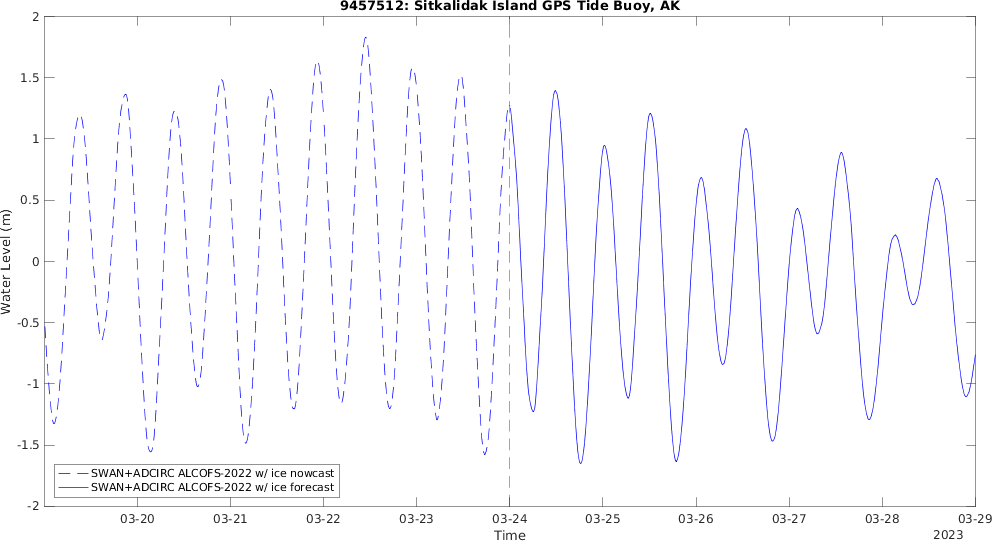 9457512: Sitkalidak Island GPS Tide Buoy, AK
Water Level (m)
2
1.5
1
0.5
0
-0.5
-1
-1.5
-2
SWAN+ADCIRC ALCOFS-2022 w/ ice nowcast
SWAN+ADCIRC ALCOFS-2022 w/ ice forecast
03-20 03-21 03-22 03-23 03-24 03-25 03-26 03-27 03-28 03-29
Time
2023